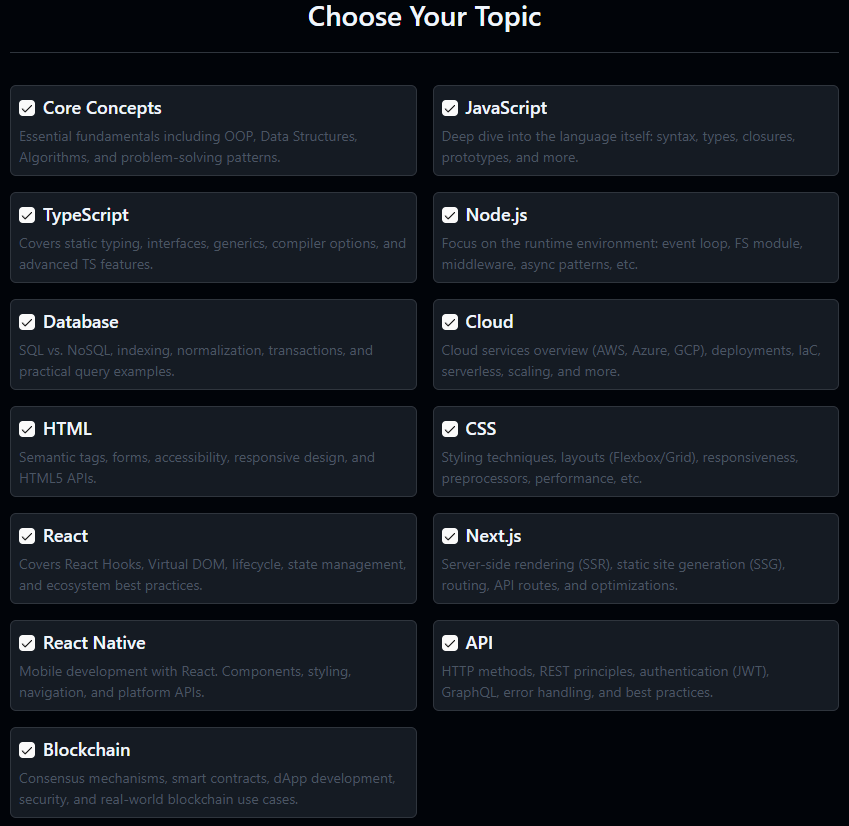 Choose Your Topic
Core Concepts
Essential fundamentals including OOP, Data Structures,
Algorithms, and problem-solving patterns.
JavaScript
Deep dive into the language itself: syntax, types, closures,
prototypes, and more.
TypeScript
Covers static typing, interfaces, generics, compiler options, and
advanced TS features.
Node.js
Focus on the runtime environment: event loop, FS module,
middleware, async patterns, etc.
Database
SQL vs. NoSQL, indexing, normalization, transactions, and
practical query examples.
Cloud
Cloud services overview (AWS, Azure, GCP), deployments, IaC,
serverless, scaling, and more.
HTML
Semantic tags, forms, accessibility, responsive design, and
HTML5 APIs.
CSS
Styling techniques, layouts (Flexbox/Grid), responsiveness,
preprocessors, performance, etc.
React
Covers React Hooks, Virtual DOM, lifecycle, state management,
and ecosystem best practices.
Next.js
Server-side rendering (SSR), static site generation (SSG),
routing, API routes, and optimizations.
React Native
Mobile development with React. Components, styling,
navigation, and platform APIs.
API
HTTP methods, REST principles, authentication (JWT),
GraphQL, error handling, and best practices.
Blockchain
Consensus mechanisms, smart contracts, dApp development,
security, and real-world blockchain use cases.